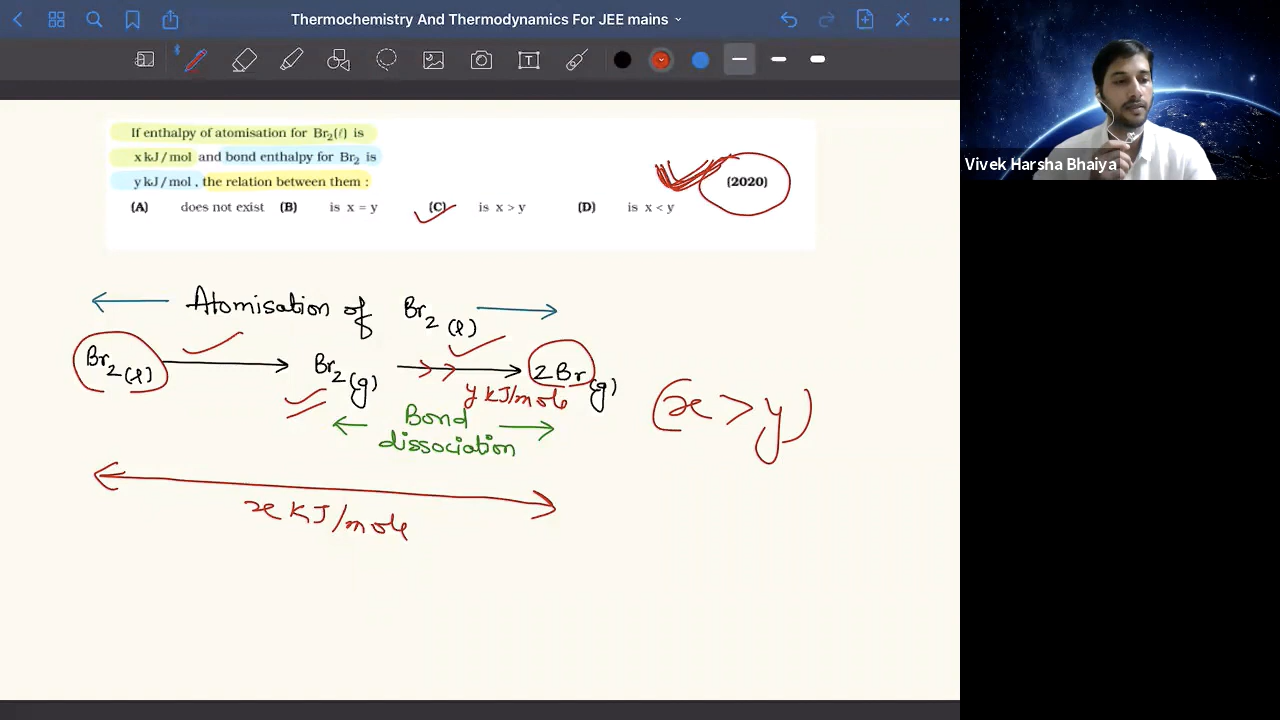 Thermochemistry And Thermodynamics For JEE mains
T
Vivek Harsha Bhaiya
If enthalpy of atomisation for Br₂(ℓ) is
x kJ/mol and bond enthalpy for Br₂ is
y kJ/mol, the relation between them :
(2020)
(A) does not exist (B) is x = y (C) is x > y (D) is x < y
Atomisation of Br₂(l)
Br₂(l) Br₂(g) 2Br(g)
y kJ/mole
(x > y)
Bond
dissociation
x kJ/mole